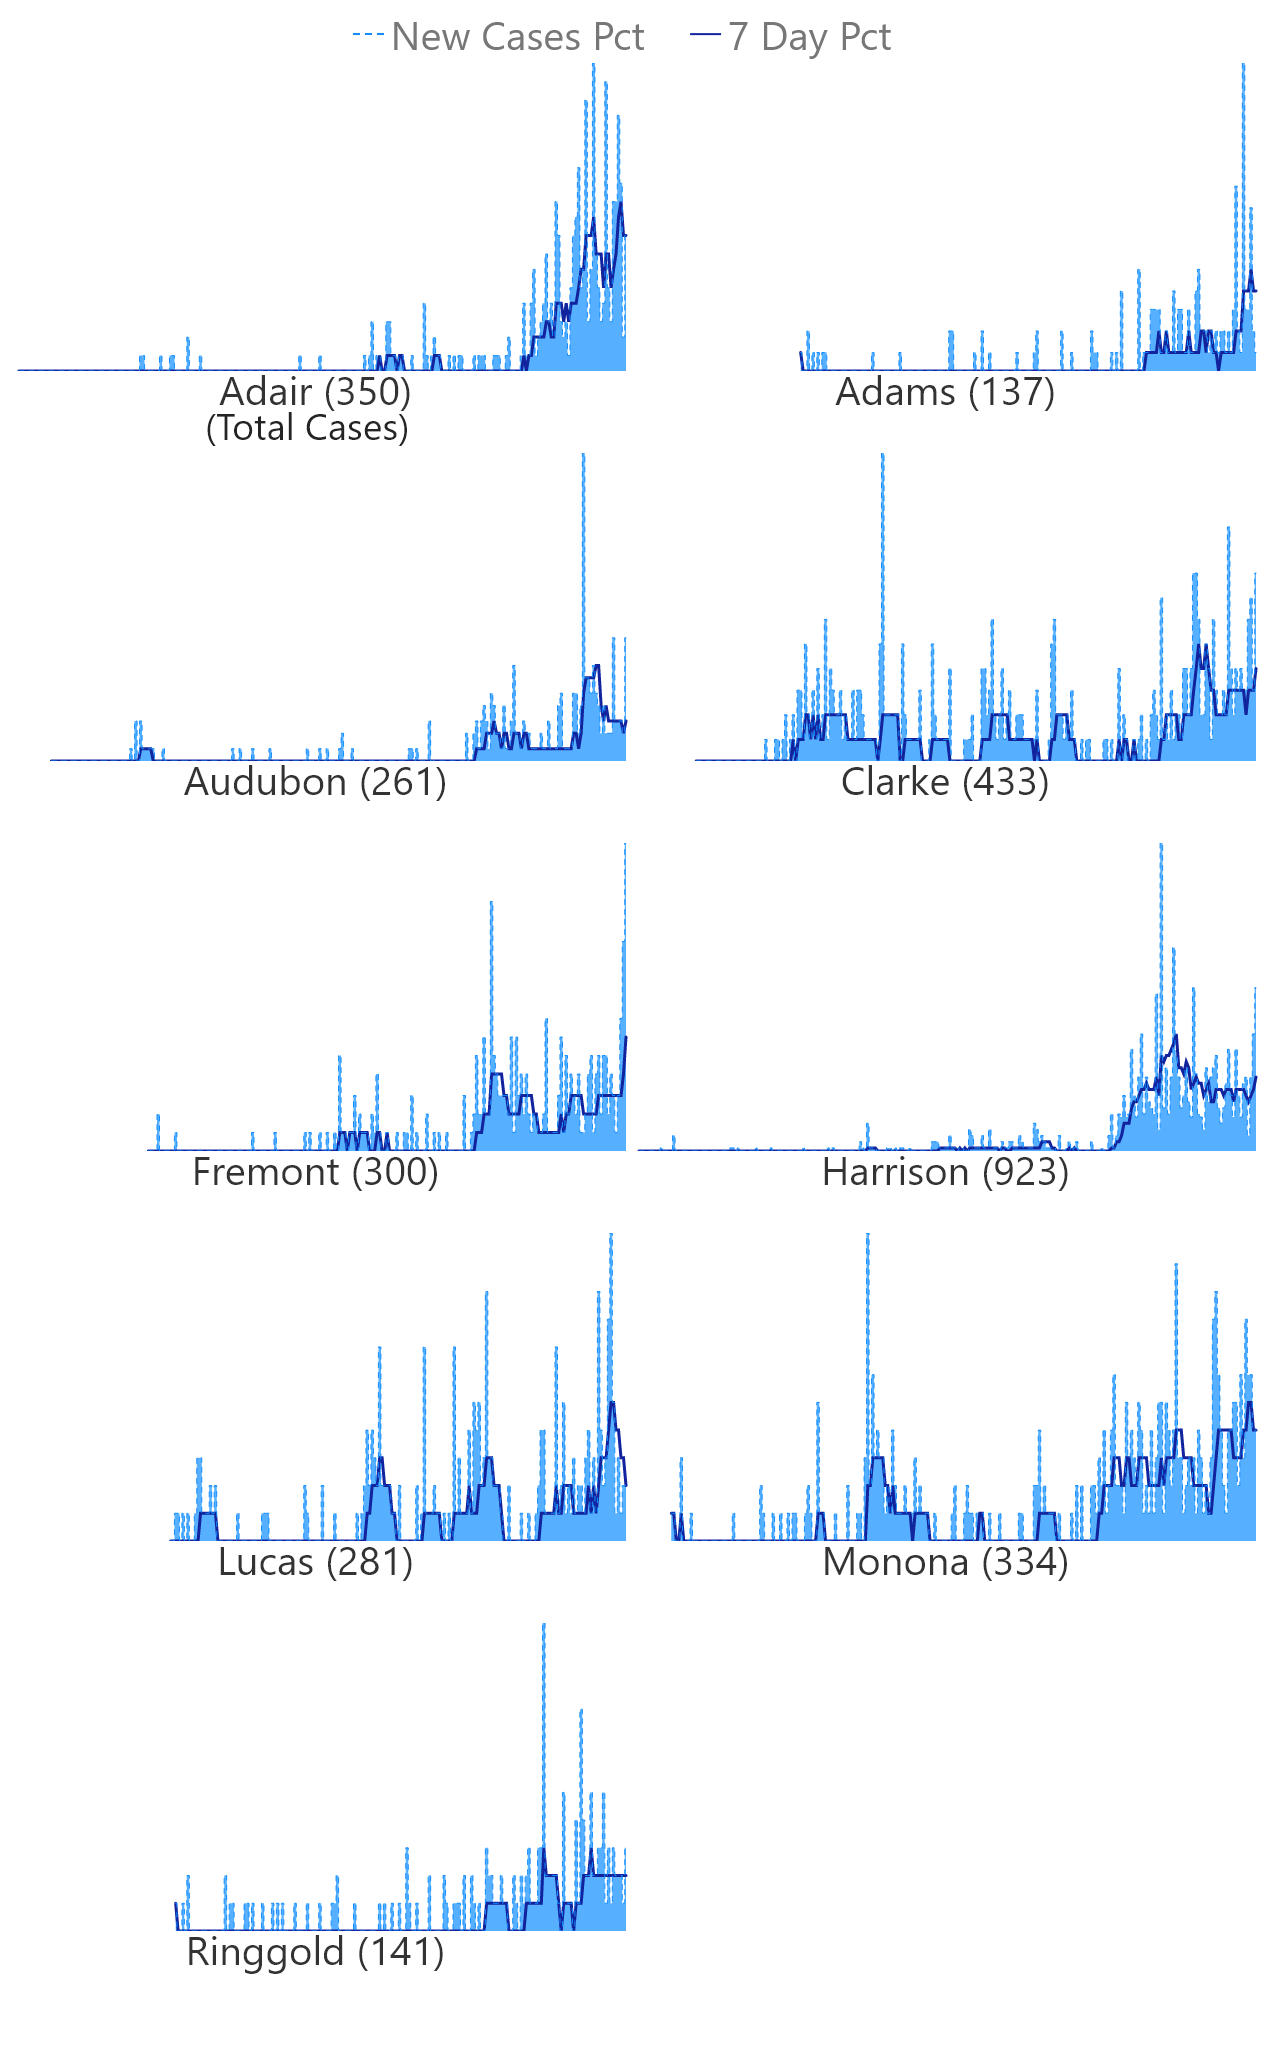 New Cases Pct 7 Day Pct
Adair (350) Adams (137)
(Total Cases)
Audubon (261) Clarke (433)
Fremont (300) Harrison (923)
Lucas (281) Monona (334)
Ringgold (141)